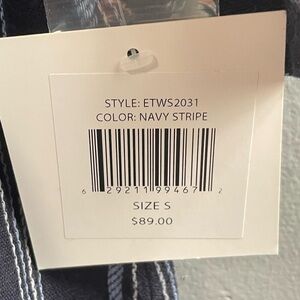 STYLE: ETWS2031
COLOR: NAVY STRIPE
6 29211 99467 2
SIZE S
$89.00